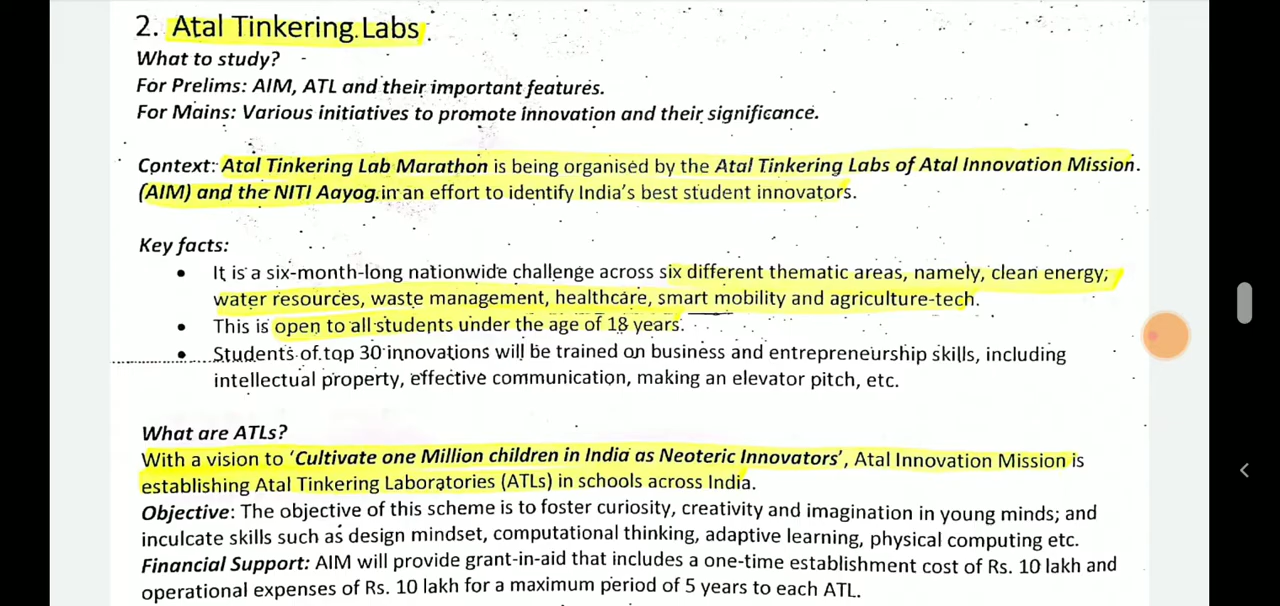 2. Atal Tinkering Labs
What to study?
For Prelims: AIM, ATL and their important features.
For Mains: Various initiatives to promote innovation and their significance.
Context: Atal Tinkering Lab Marathon is being organised by the Atal Tinkering Labs of Atal Innovation Mission.
(AIM) and the NITI Aayog in an effort to identify India's best student innovators.
Key facts:
• It is a six-month-long nationwide challenge across six different thematic areas, namely, clean energy;
water resources, waste management, healthcare, smart mobility and agriculture-tech.
• This is open to all students under the age of 18 years.
• Students of top 30 innovations will be trained on business and entrepreneurship skills, including
intellectual property, effective communication, making an elevator pitch, etc.
What are ATLs?
With a vision to 'Cultivate one Million children in India as Neoteric Innovators', Atal Innovation Mission is
establishing Atal Tinkering Laboratories (ATLs) in schools across India.
Objective: The objective of this scheme is to foster curiosity, creativity and imagination in young minds; and
inculcate skills such as design mindset, computational thinking, adaptive learning, physical computing etc.
Financial Support: AIM will provide grant-in-aid that includes a one-time establishment cost of Rs. 10 lakh and
operational expenses of Rs. 10 lakh for a maximum period of 5 years to each ATL.